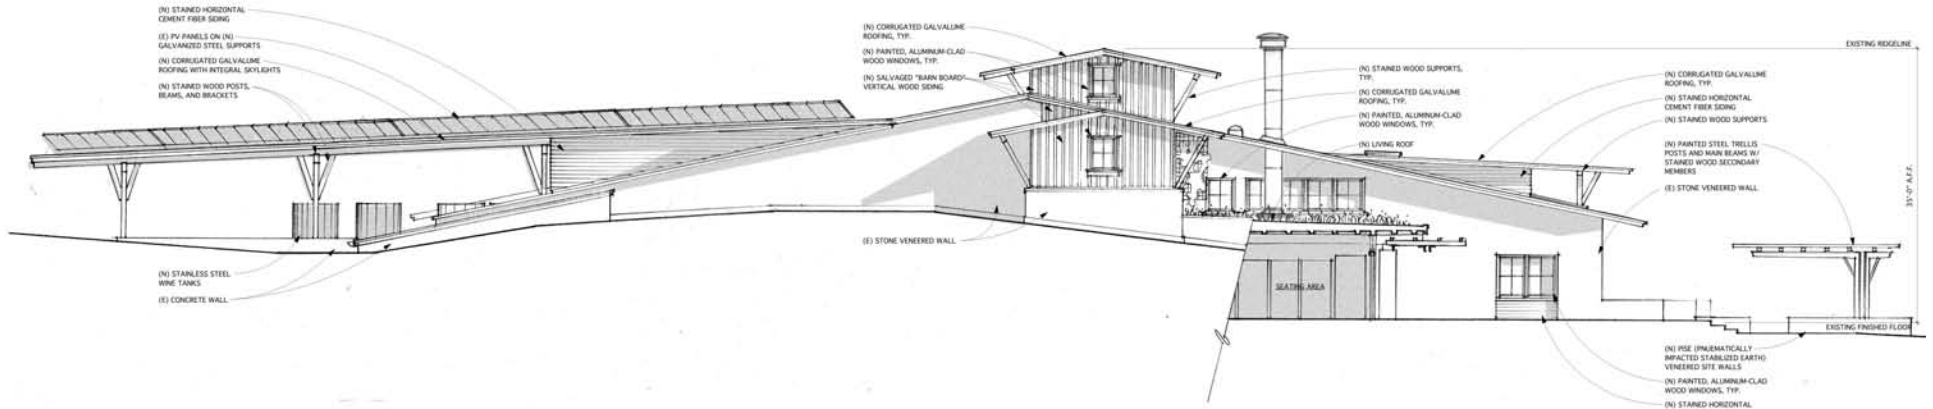 (N) STAINED HORIZONTAL
CEMENT FIBER SIDING
(E) PV PANELS ON (N)
GALVANIZED STEEL SUPPORTS
(N) CORRUGATED GALVALUME
ROOFING WITH INTEGRAL SKYLIGHTS
(N) STAINED WOOD POSTS,
BEAMS, AND BRACKETS
(N) STAINLESS STEEL
WINE TANKS
(E) CONCRETE WALL
(N) CORRUGATED GALVALUME
ROOFING, TYP.
(N) PAINTED, ALUMINUM-CLAD
WOOD WINDOWS, TYP.
(N) SALVAGED "BARN BOARD"
VERTICAL WOOD SIDING
(E) STONE VENEERED WALL
(N) STAINED WOOD SUPPORTS,
TYP.
(N) CORRUGATED GALVALUME
ROOFING, TYP.
(N) PAINTED, ALUMINUM-CLAD
WOOD WINDOWS, TYP.
(N) LIVING ROOF
SEATING AREA
EXISTING RIDGELINE
(N) CORRUGATED GALVALUME
ROOFING, TYP.
(N) STAINED HORIZONTAL
CEMENT FIBER SIDING
(N) STAINED WOOD SUPPORTS
(N) PAINTED STEEL TRELLIS
POSTS AND MAIN BEAMS W/
STAINED WOOD SECONDARY
MEMBERS
(E) STONE VENEERED WALL
35'-0" A.F.F.
EXISTING FINISHED FLOOR
(N) PISE (PNUEMATICALLY
IMPACTED STABILIZED EARTH)
VENEERED SITE WALLS
(N) PAINTED, ALUMINUM-CLAD
WOOD WINDOWS, TYP.
(N) STAINED HORIZONTAL